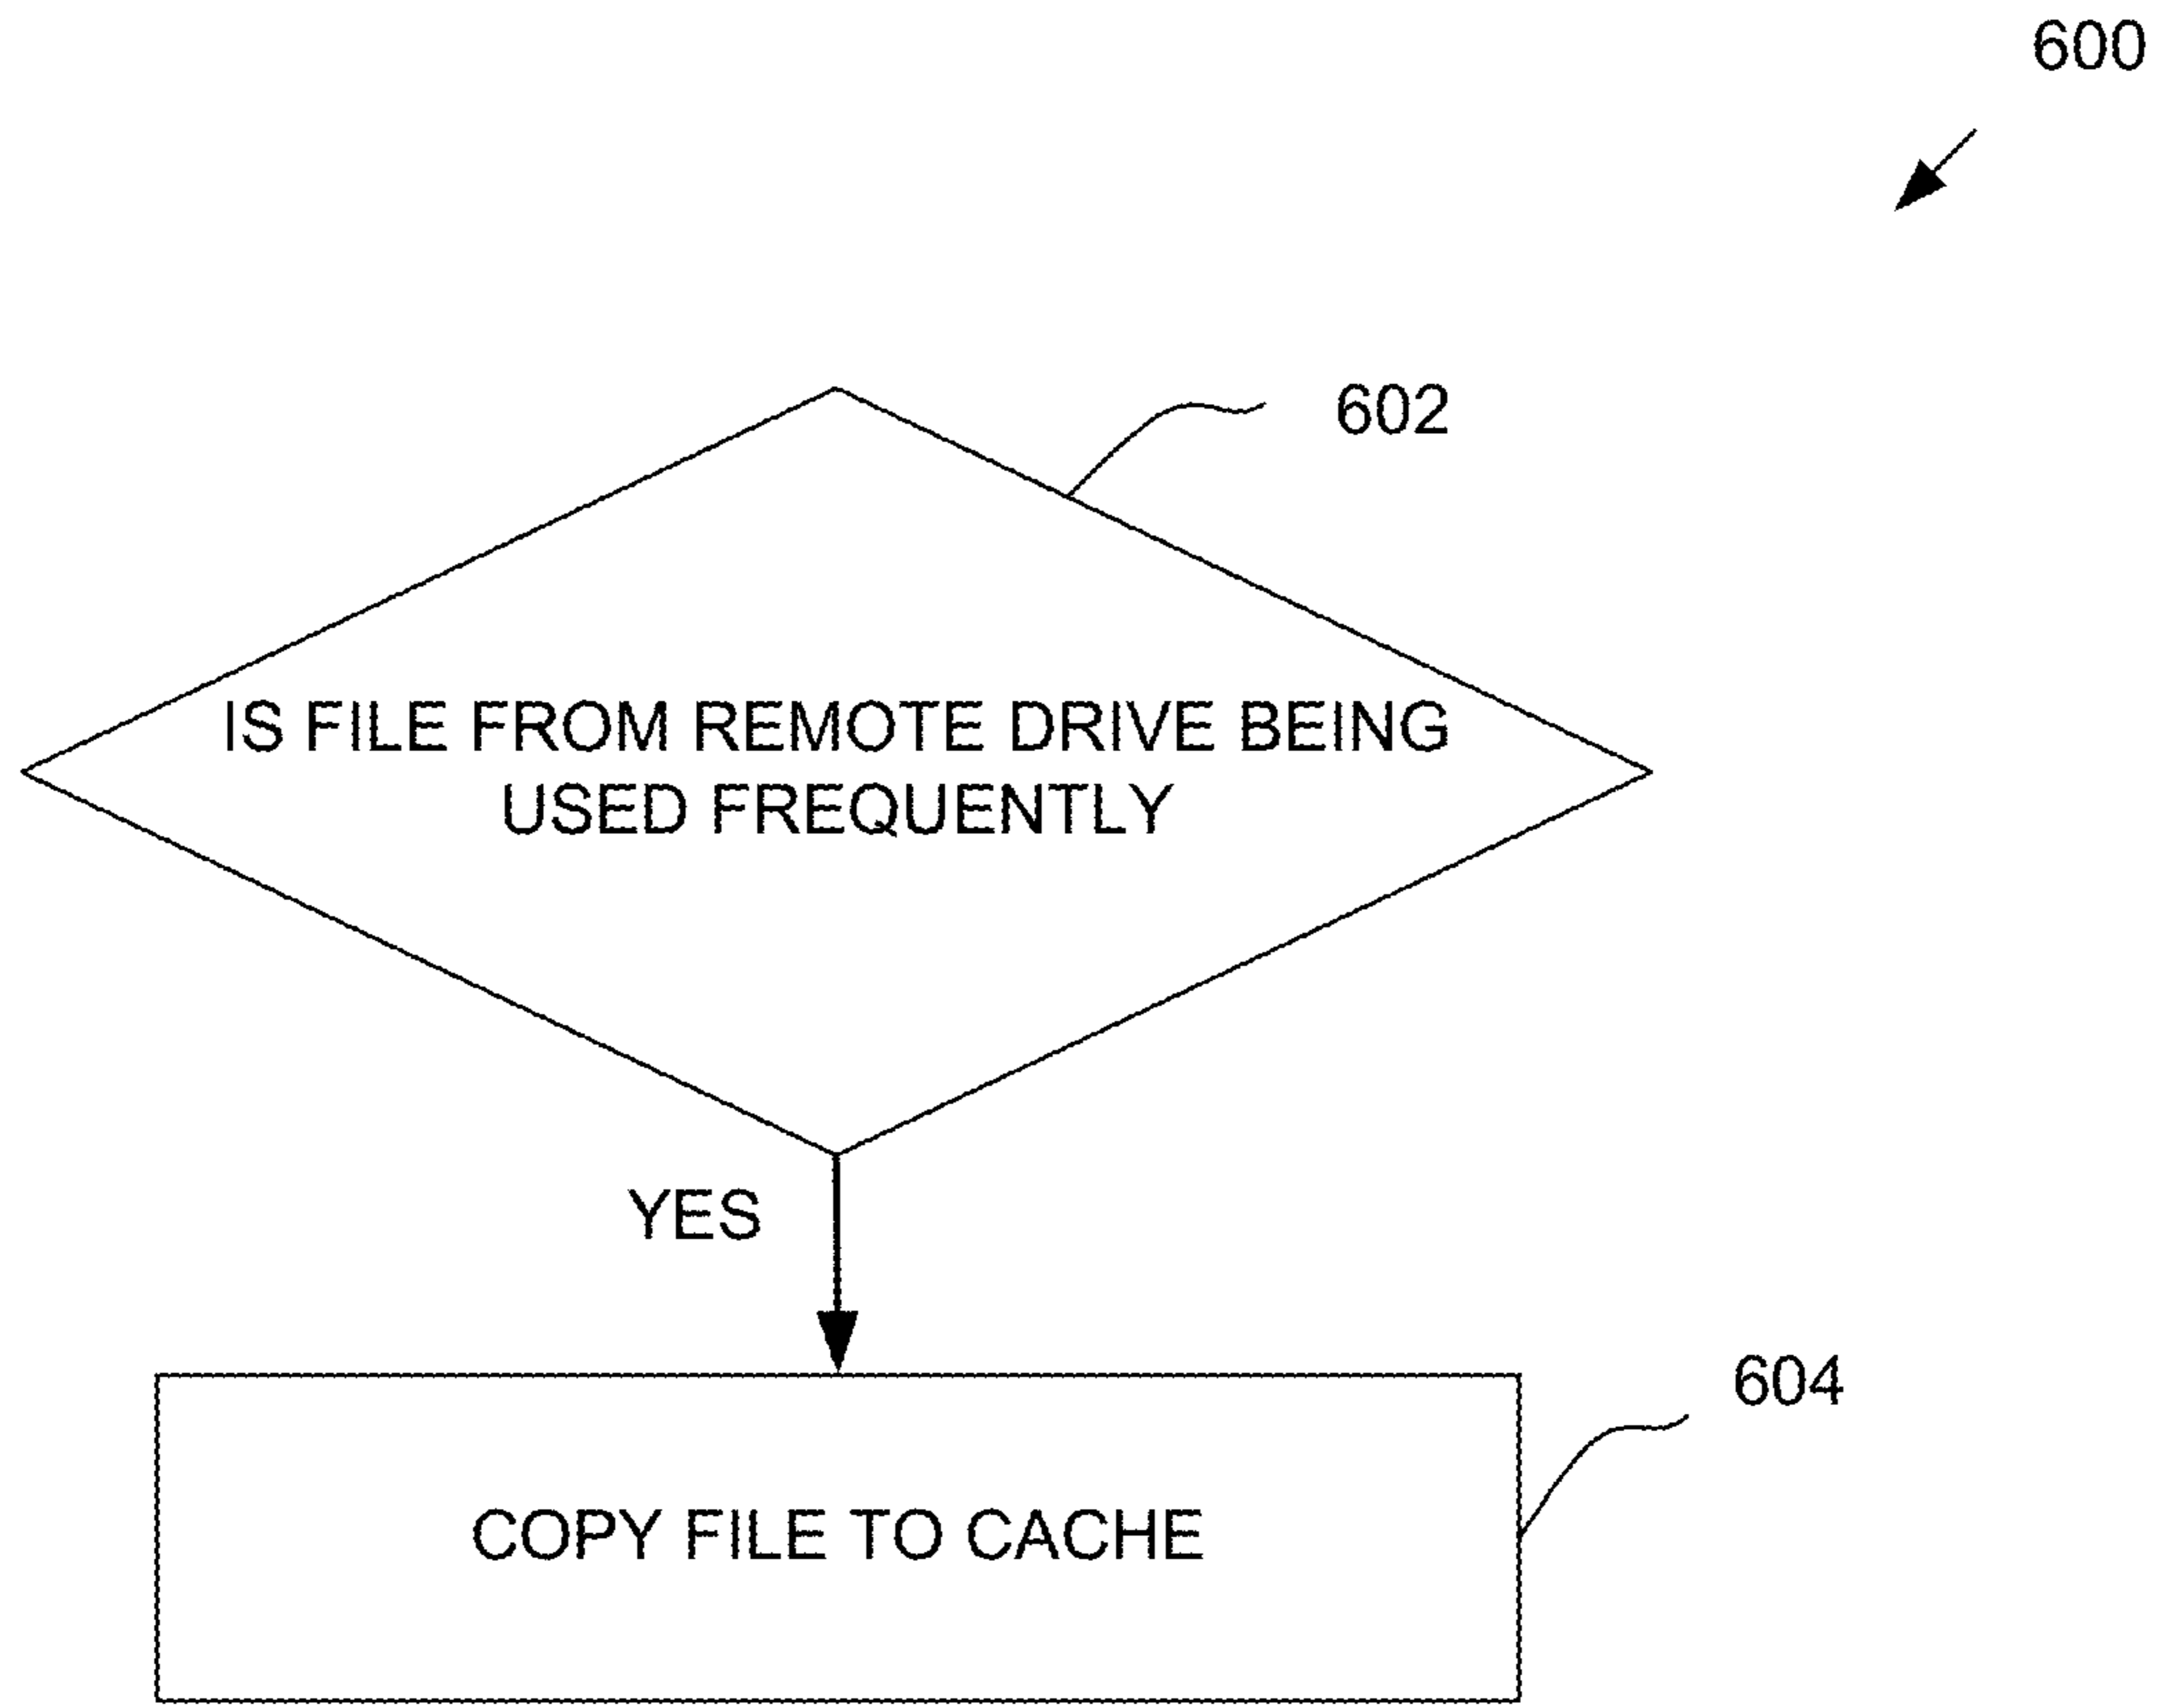 600
602
IS FILE FROM REMOTE DRIVE BEING
USED FREQUENTLY
YES
604
COPY FILE TO CACHE